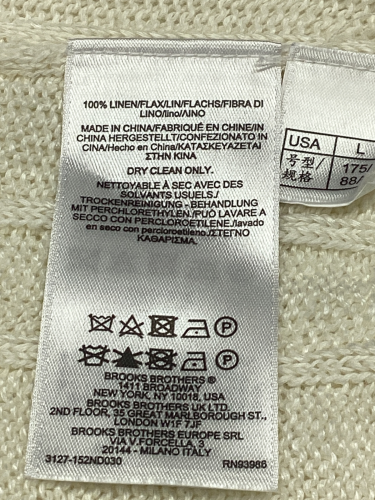 100% LINEN/FLAX/LIN/FLACHS/FIBRA DI
LINO/lino/ΛΙΝΟ
MADE IN CHINA/FABRIQUÉ EN CHINE/IN
CHINA HERGESTELLT/CONFEZIONATO IN
CINA/Hecho en China/ΚΑΤΑΣΚΕΥΑΖΕΤΑΙ
ΣΤΗΝ ΚΙΝΑ
DRY CLEAN ONLY.
NETTOYABLE À SEC AVEC DES
SOLVANTS USUELS./
TROCKENREINIGUNG - BEHANDLUNG
MIT PERCHLORETHYLEN./PUÓ LAVARE A
SECCO CON PERCLOROETILENE./lavado
en seco con percloroetileno./ΣΤΕΓΝΟ
ΚΑΘΑΡΙΣΜΑ.
P
P
BROOKS BROTHERS®
1411 BROADWAY
NEW YORK, NY 10018, USA
BROOKS BROTHERS UK LTD
2ND FLOOR, 35 GREAT MARLBOROUGH ST.,
LONDON W1F 7JF
BROOKS BROTHERS EUROPE SRL
VIA V.FORCELLA, 3
20144 - MILANO ITALY
3127-152ND030 RN93986
USA L
号型/ 175/
规格 88/